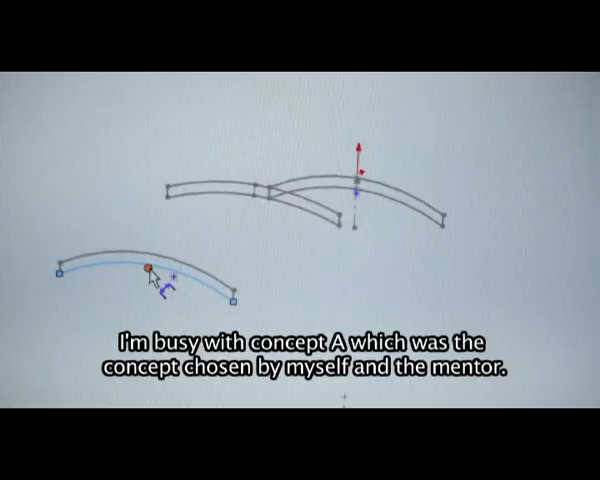 I'm busy with concept A which was the
concept chosen by myself and the mentor.